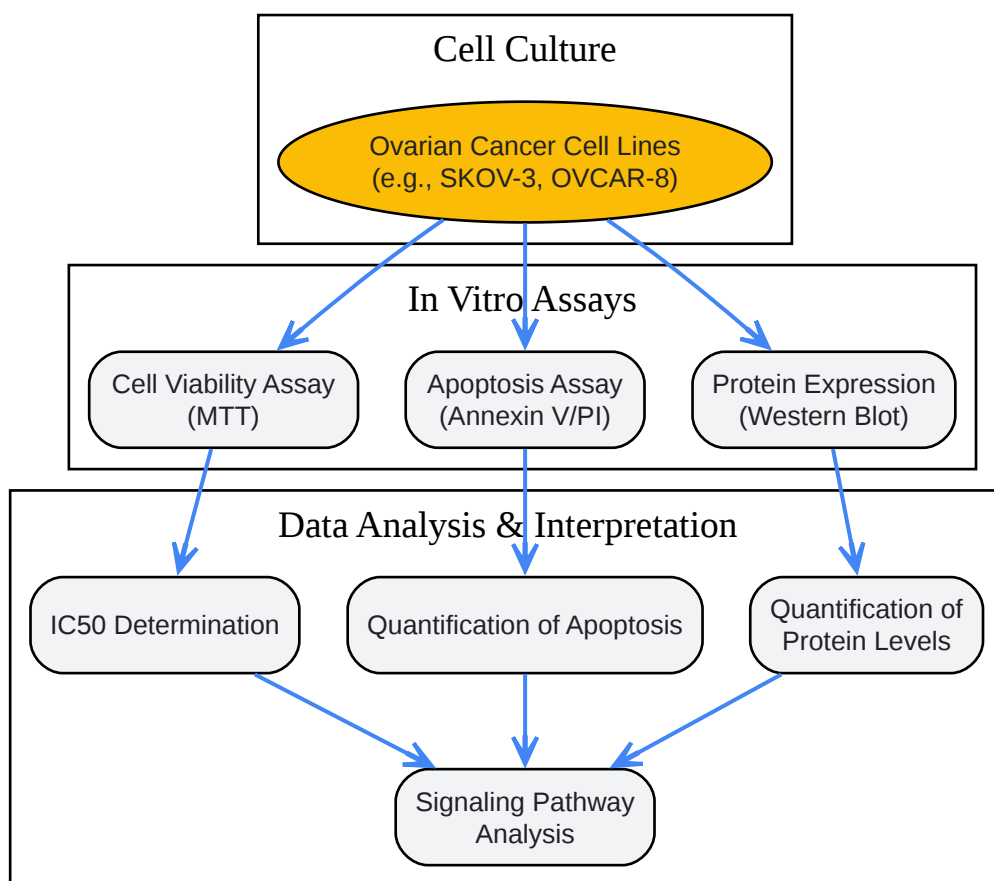 Cell Culture
Ovarian Cancer Cell Lines
(e.g., SKOV-3, OVCAR-8)
In Vitro Assays
Cell Viability Assay
(MTT)
Apoptosis Assay
(Annexin V/PI)
Protein Expression
(Western Blot)
Data Analysis & Interpretation
IC50 Determination
Quantification of Apoptosis
Quantification of
Protein Levels
Signaling Pathway
Analysis